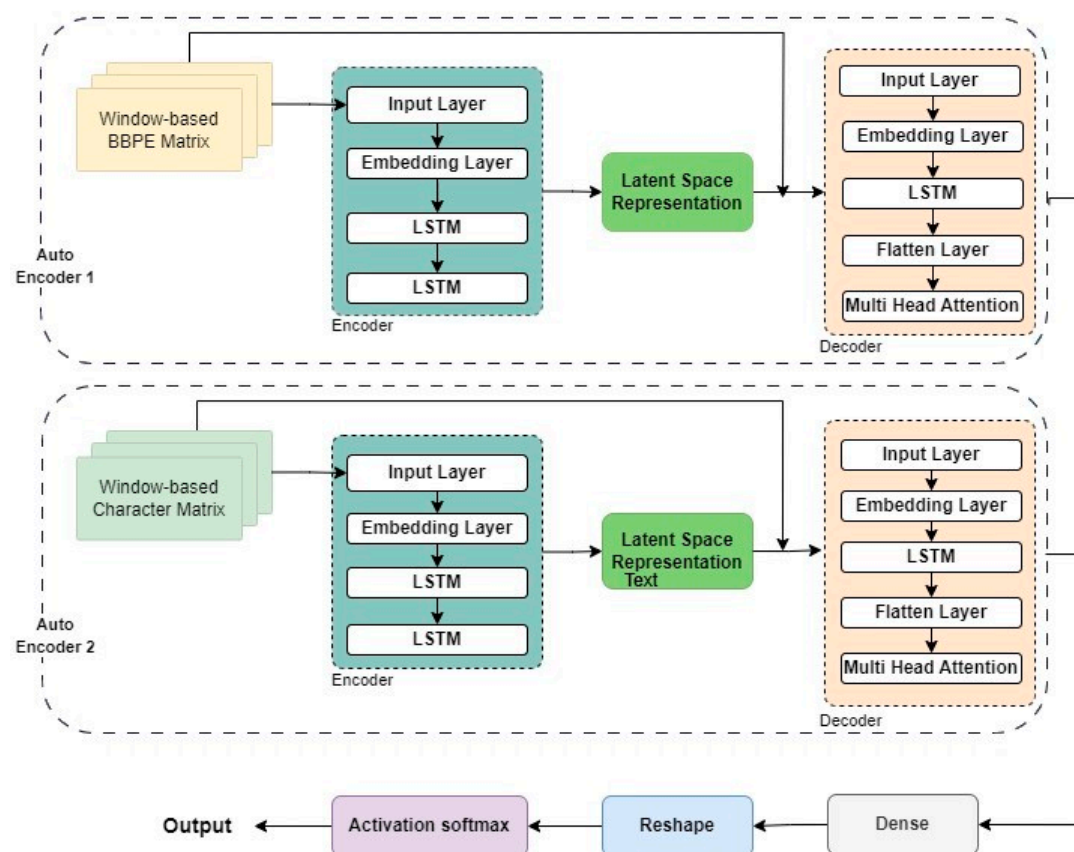 Window-based
BBPE Matrix
Auto
Encoder 1
Input Layer
Embedding Layer
LSTM
LSTM
Encoder
Latent Space
Representation
Input Layer
Embedding Layer
LSTM
Flatten Layer
Multi Head Attention
Decoder
Window-based
Character Matrix
Auto
Encoder 2
Input Layer
Embedding Layer
LSTM
LSTM
Encoder
Latent Space
Representation
Text
Input Layer
Embedding Layer
LSTM
Flatten Layer
Multi Head Attention
Decoder
Output
Activation softmax
Reshape
Dense